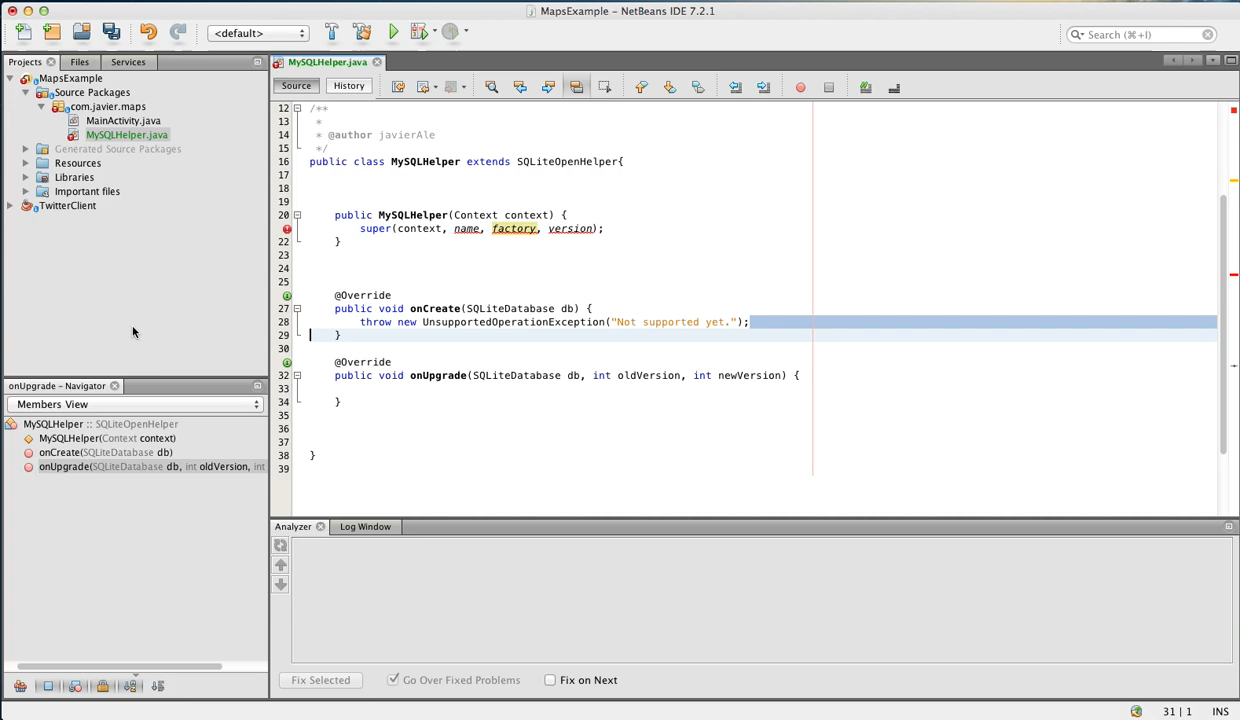 MapsExample - NetBeans IDE 7.2.1
<default>
Search (⌘+I)
Projects
Files
Services
MySQLHelper.java
MapsExample
Source Packages
com.javier.maps
MainActivity.java
MySQLHelper.java
Generated Source Packages
Resources
Libraries
Important files
TwitterClient
Source
History
12 /**
13 *
14 * @author javierAle
15 */
16 public class MySQLHelper extends SQLiteOpenHelper{
17
18
19
20 public MySQLHelper(Context context) {
super(context, name, factory, version);
22 }
23
24
25
@Override
27 public void onCreate(SQLiteDatabase db) {
28 throw new UnsupportedOperationException("Not supported yet.");
29 }
30
@Override
32 public void onUpgrade(SQLiteDatabase db, int oldVersion, int newVersion) {
33
34 }
35
36
37
38 }
39
onUpgrade - Navigator
Members View
MySQLHelper :: SQLiteOpenHelper
MySQLHelper(Context context)
onCreate(SQLiteDatabase db)
onUpgrade(SQLiteDatabase db, int oldVersion, int
Analyzer
Log Window
Fix Selected
Go Over Fixed Problems
Fix on Next
31 | 1
INS